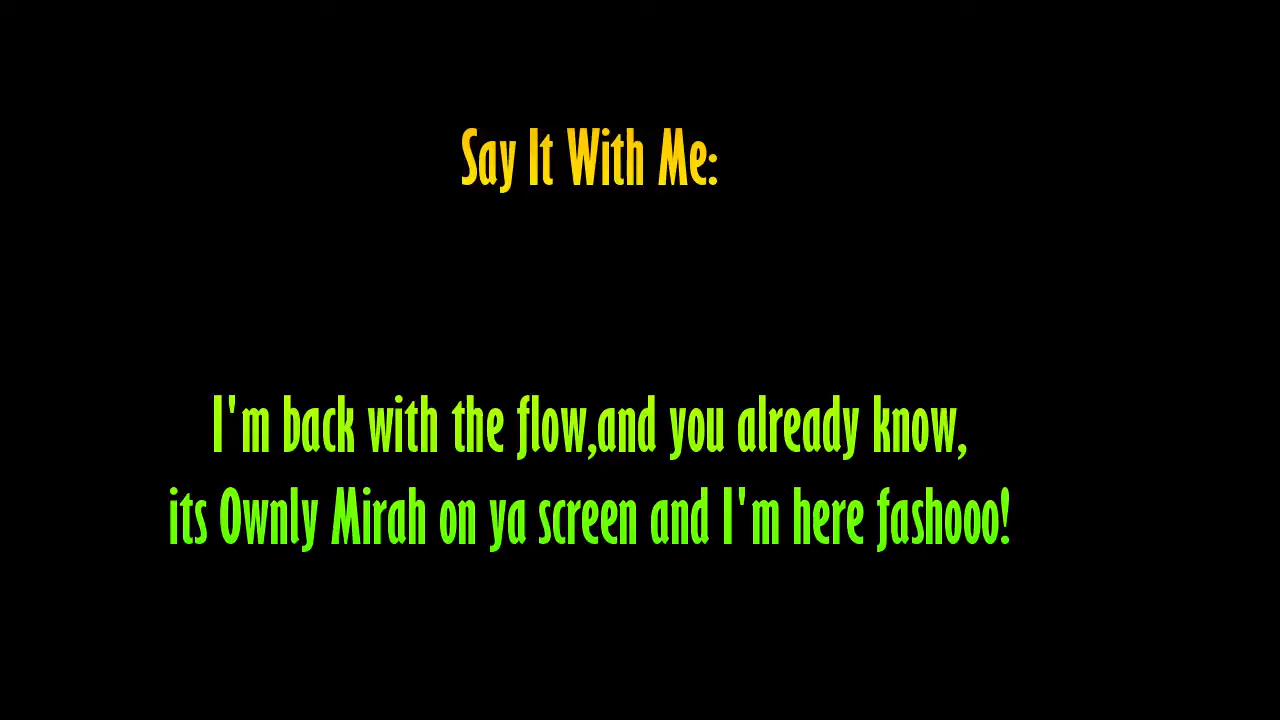 Say It With Me:
I'm back with the flow,and you already know,
its Ownly Mirah on ya screen and I'm here fashooo!